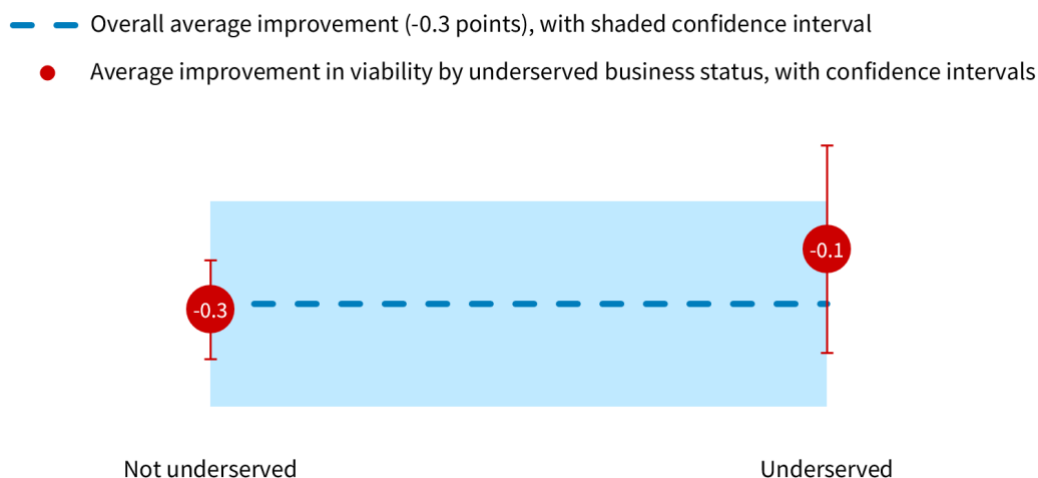 Overall average improvement (-0.3 points), with shaded confidence interval
Average improvement in viability by underserved business status, with confidence intervals
-0.1
-0.3
Not underserved
Underserved